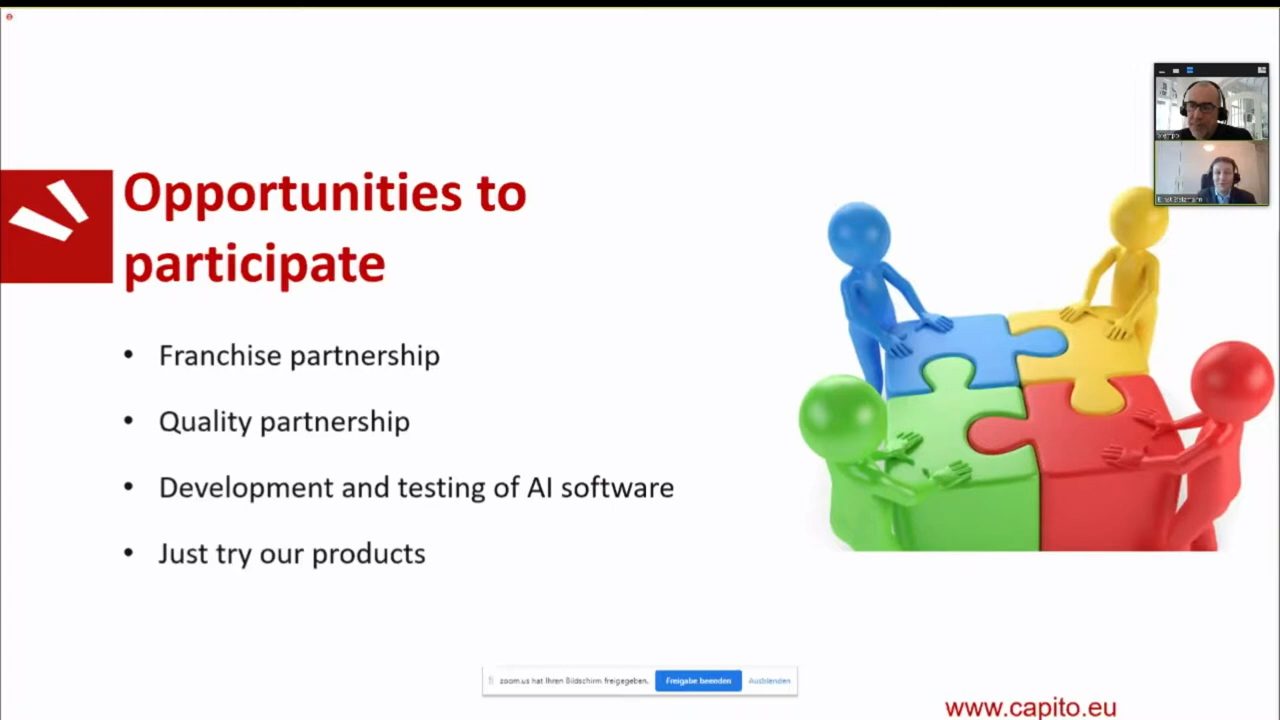 Opportunities to
participate
• Franchise partnership
• Quality partnership
• Development and testing of AI software
• Just try our products
zoom.us hat Ihren Bildschirm freigegeben.
Freigabe beenden
Ausblenden
www.capito.eu